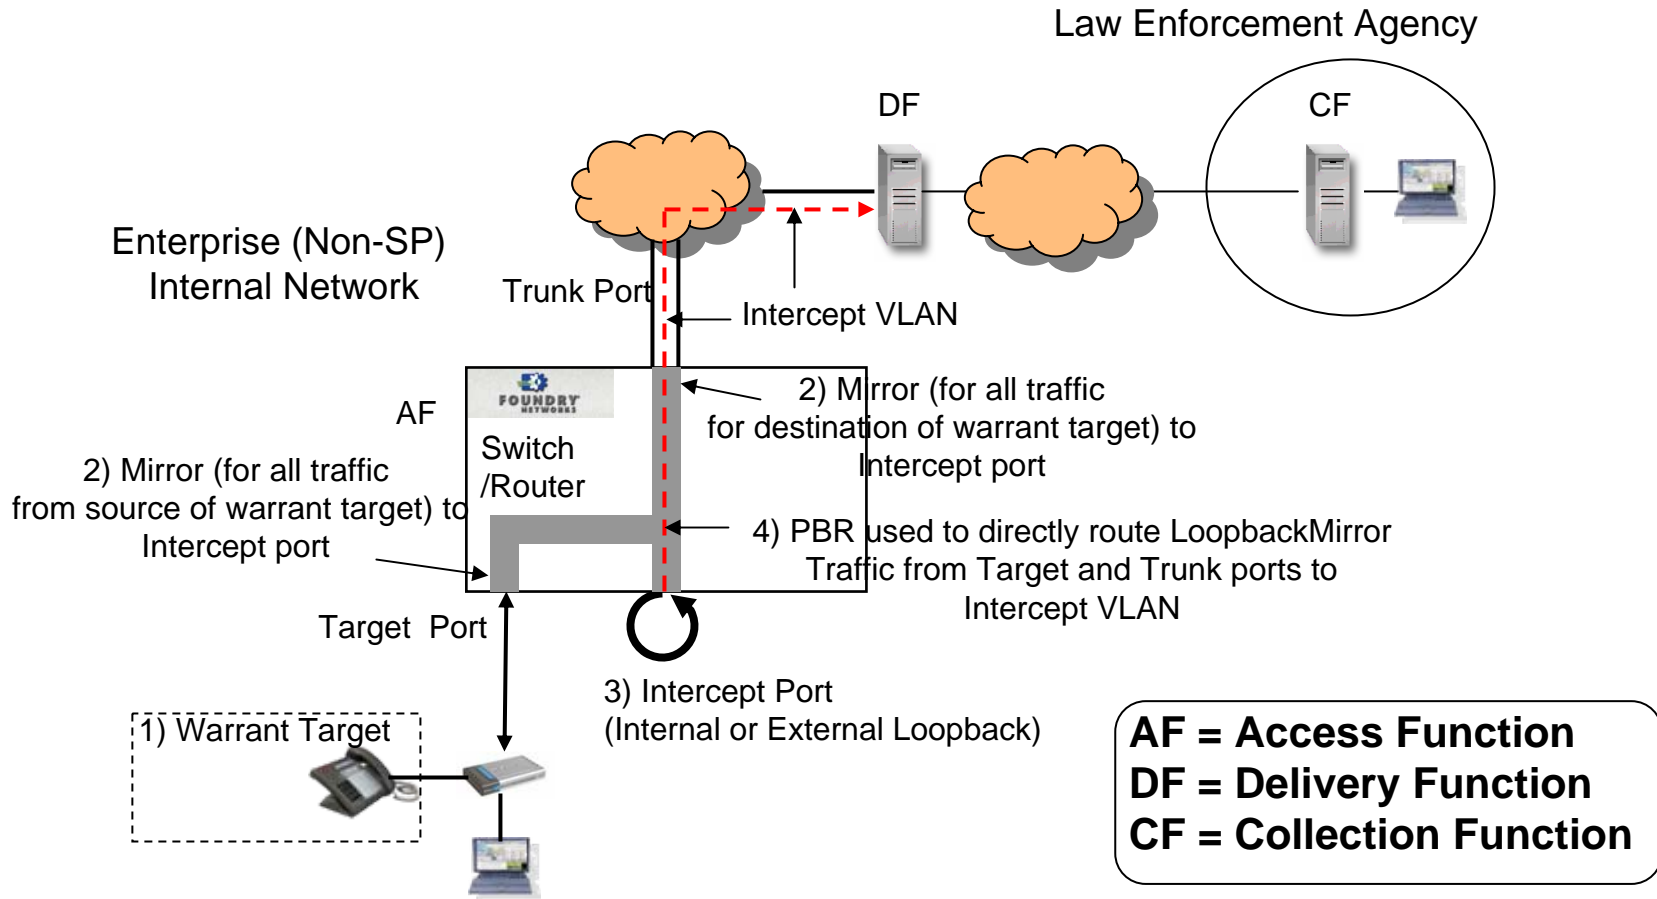 Law Enforcement Agency
DF
CF
Enterprise (Non-SP)
Internal Network
Trunk Port
Intercept VLAN
FOUNDRY
NETWORKS
AF
Switch
/Router
2) Mirror (for all traffic
for destination of warrant target) to
Intercept port
2) Mirror (for all traffic
from source of warrant target) to
Intercept port
4) PBR used to directly route LoopbackMirror
Traffic from Target and Trunk ports to
Intercept VLAN
Target Port
3) Intercept Port
(Internal or External Loopback)
1) Warrant Target
AF = Access Function
DF = Delivery Function
CF = Collection Function